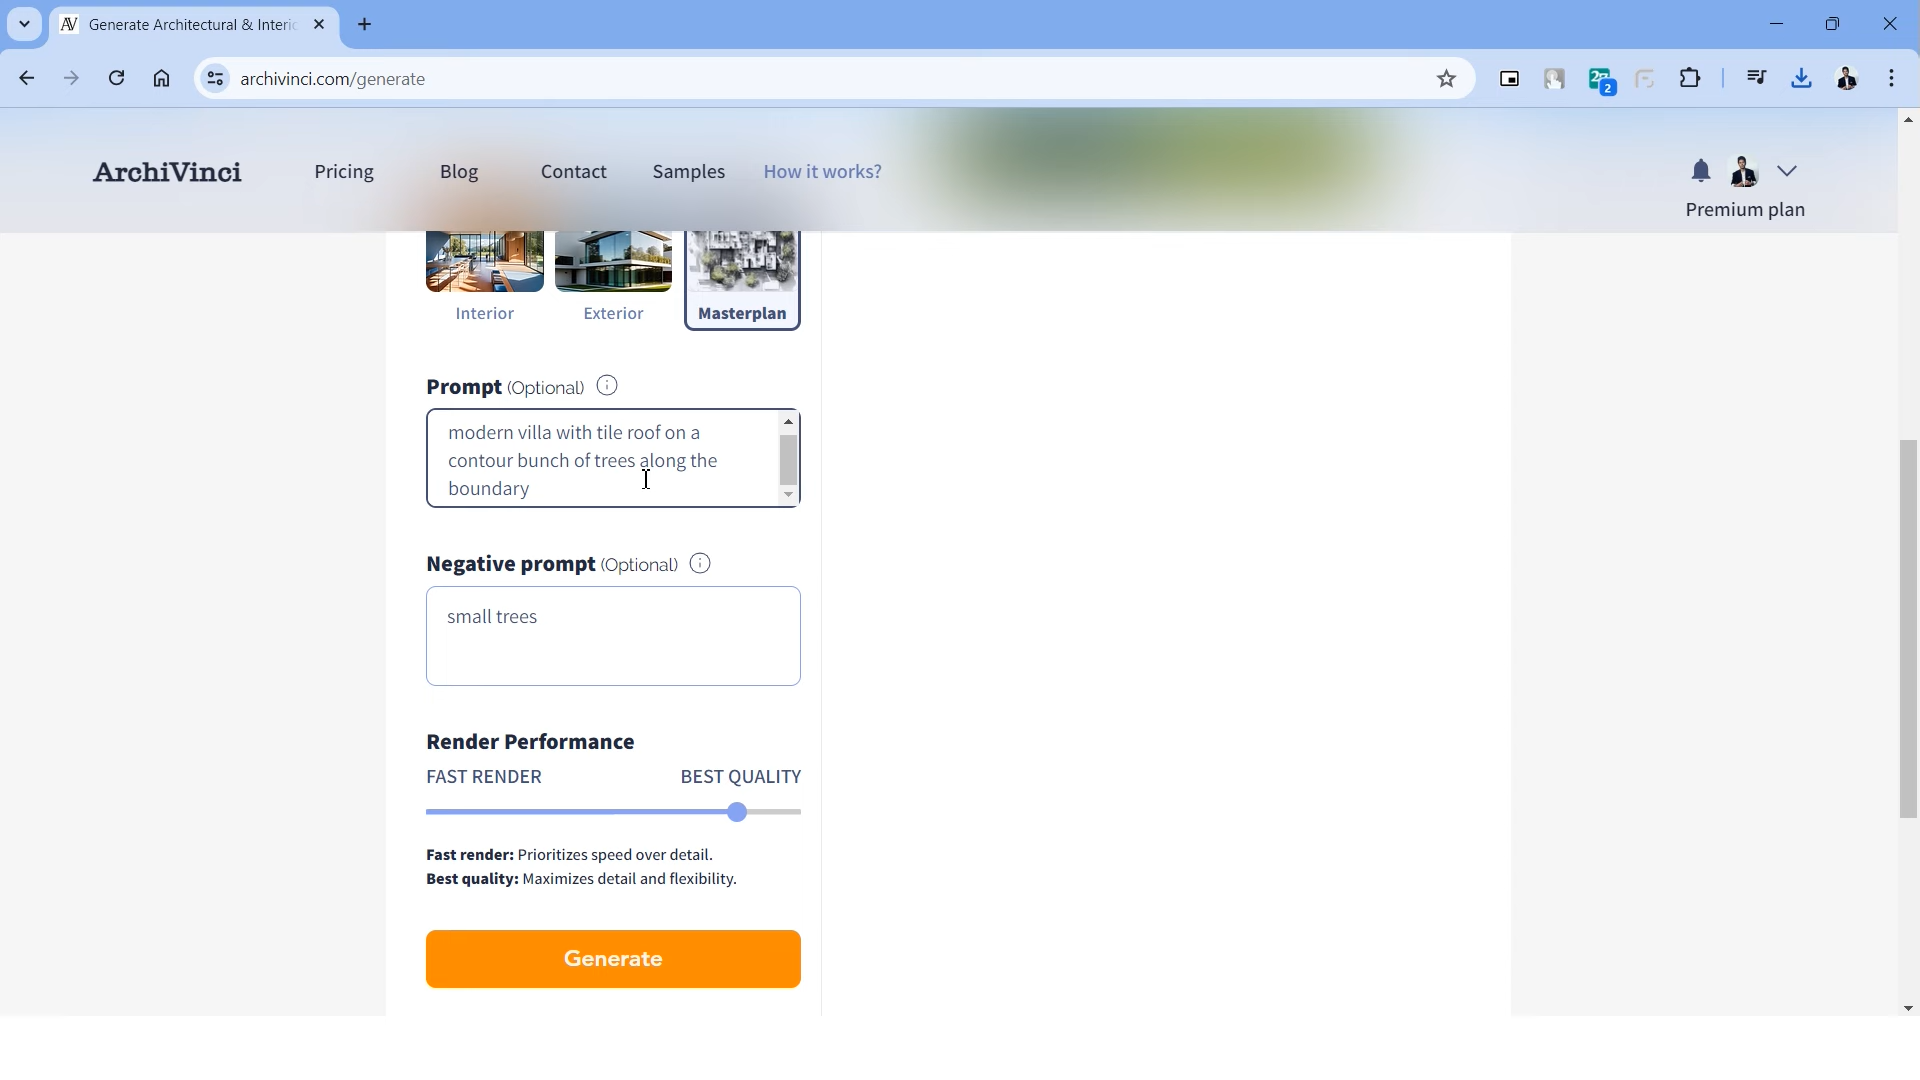 AV Generate Architectural & Interic
archivinci.com/generate
2
ArchiVinci
Pricing
Blog
Contact
Samples
How it works?
Premium plan
Interior
Exterior
Masterplan
Prompt (Optional)
modern villa with tile roof on a
contour bunch of trees along the
boundary
Negative prompt (Optional)
small trees
Render Performance
FAST RENDER
BEST QUALITY
Fast render: Prioritizes speed over detail.
Best quality: Maximizes detail and flexibility.
Generate